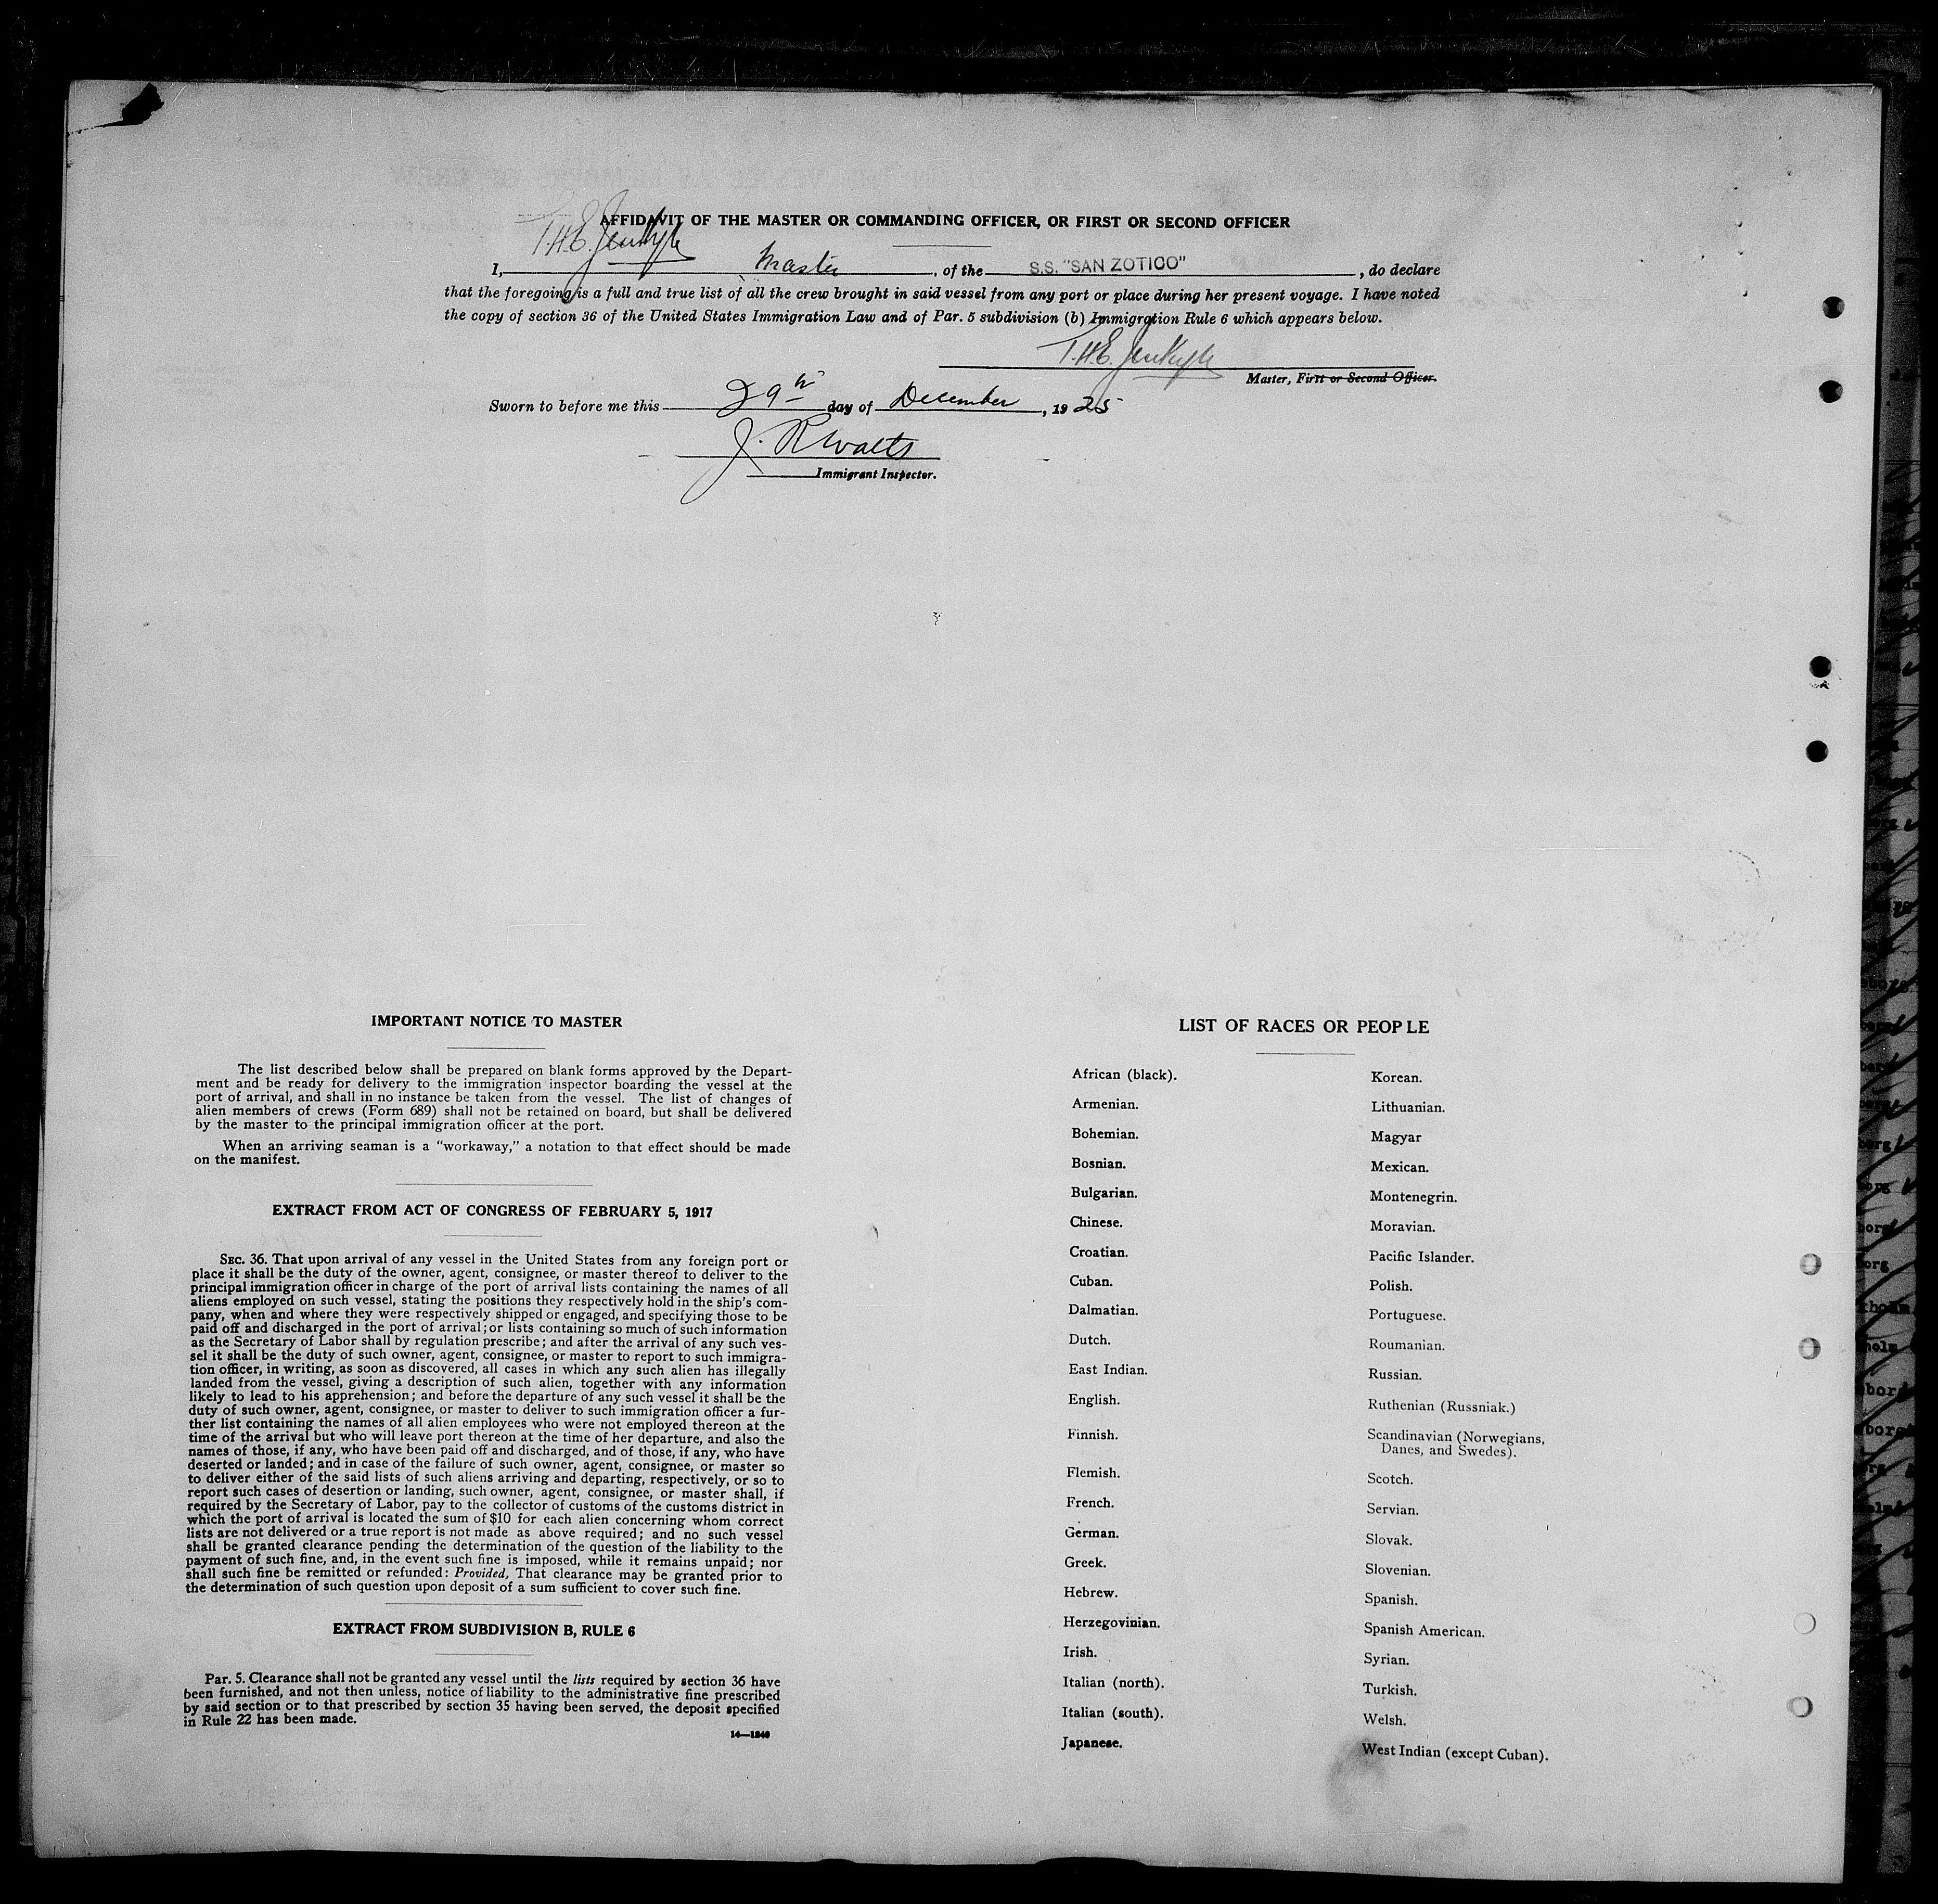 AFFIDAVIT OF THE MASTER OR COMMANDING OFFICER, OR FIRST OR SECOND OFFICER
I, T.H.E. Master, of the S.S. "SAN ZOTICO", do declare
that the foregoing is a full and true list of all the crew brought in said vessel from any port or place during her present voyage. I have noted
the copy of section 36 of the United States Immigration Law and of Par. 5 subdivision (b) Immigration Rule 6 which appears below.
T.H.E.
Master, First or Second Officer.
Sworn to before me this 29th day of December, 1925
J. R Watts
Immigrant Inspector.
IMPORTANT NOTICE TO MASTER
The list described below shall be prepared on blank forms approved by the Depart-
ment and be ready for delivery to the immigration inspector boarding the vessel at the
port of arrival, and shall in no instance be taken from the vessel. The list of changes of
alien members of crews (Form 689) shall not be retained on board, but shall be delivered
by the master to the principal immigration officer at the port.
When an arriving seaman is a "workaway," a notation to that effect should be made
on the manifest.
EXTRACT FROM ACT OF CONGRESS OF FEBRUARY 5, 1917
SEC. 36. That upon arrival of any vessel in the United States from any foreign port or
place it shall be the duty of the owner, agent, consignee, or master thereof to deliver to the
principal immigration officer in charge of the port of arrival lists containing the names of all
aliens employed on such vessel, stating the positions they respectively hold in the ship's com-
pany, when and where they were respectively shipped or engaged, and specifying those to be
paid off and discharged in the port of arrival; or lists containing so much of such information
as the Secretary of Labor shall by regulation prescribe; and after the arrival of any such ves-
sel it shall be the duty of such owner, agent, consignee, or master to report to such immigra-
tion officer, in writing, as soon as discovered, all cases in which any such alien has illegally
landed from the vessel, giving a description of such alien, together with any information
likely to lead to his apprehension; and before the departure of any such vessel it shall be the
duty of such owner, agent, consignee, or master to deliver to such immigration officer a fur-
ther list containing the names of all alien employees who were not employed thereon at the
time of the arrival but who will leave port thereon at the time of her departure, and also the
names of those, if any, who have been paid off and discharged, and of those, if any, who have
deserted or landed; and in case of the failure of such owner, agent, consignee, or master so
to deliver either of the said lists of such aliens arriving and departing, respectively, or so to
report such cases of desertion or landing, such owner, agent, consignee, or master shall, if
required by the Secretary of Labor, pay to the collector of customs of the customs district in
which the port of arrival is located the sum of $10 for each alien concerning whom correct
lists are not delivered or a true report is not made as above required; and no such vessel
shall be granted clearance pending the determination of the question of the liability to the
payment of such fine, and, in the event such fine is imposed, while it remains unpaid; nor
shall such fine be remitted or refunded: Provided, That clearance may be granted prior to
the determination of such question upon deposit of a sum sufficient to cover such fine.
EXTRACT FROM SUBDIVISION B, RULE 6
Par. 5. Clearance shall not be granted any vessel until the lists required by section 36 have
been furnished, and not then unless, notice of liability to the administrative fine prescribed
by said section or to that prescribed by section 35 having been served, the deposit specified
in Rule 22 has been made.
14—1240
LIST OF RACES OR PEOPLE
African (black).
Armenian.
Bohemian.
Bosnian.
Bulgarian.
Chinese.
Croatian.
Cuban.
Dalmatian.
Dutch.
East Indian.
English.
Finnish.
Flemish.
French.
German.
Greek.
Hebrew.
Herzegovinian.
Irish.
Italian (north).
Italian (south).
Japanese.
Korean.
Lithuanian.
Magyar
Mexican.
Montenegrin.
Moravian.
Pacific Islander.
Polish.
Portuguese.
Roumanian.
Russian.
Ruthenian (Russniak.)
Scandinavian (Norwegians,
Danes, and Swedes).
Scotch.
Servian.
Slovak.
Slovenian.
Spanish.
Spanish American.
Syrian.
Turkish.
Welsh.
West Indian (except Cuban).